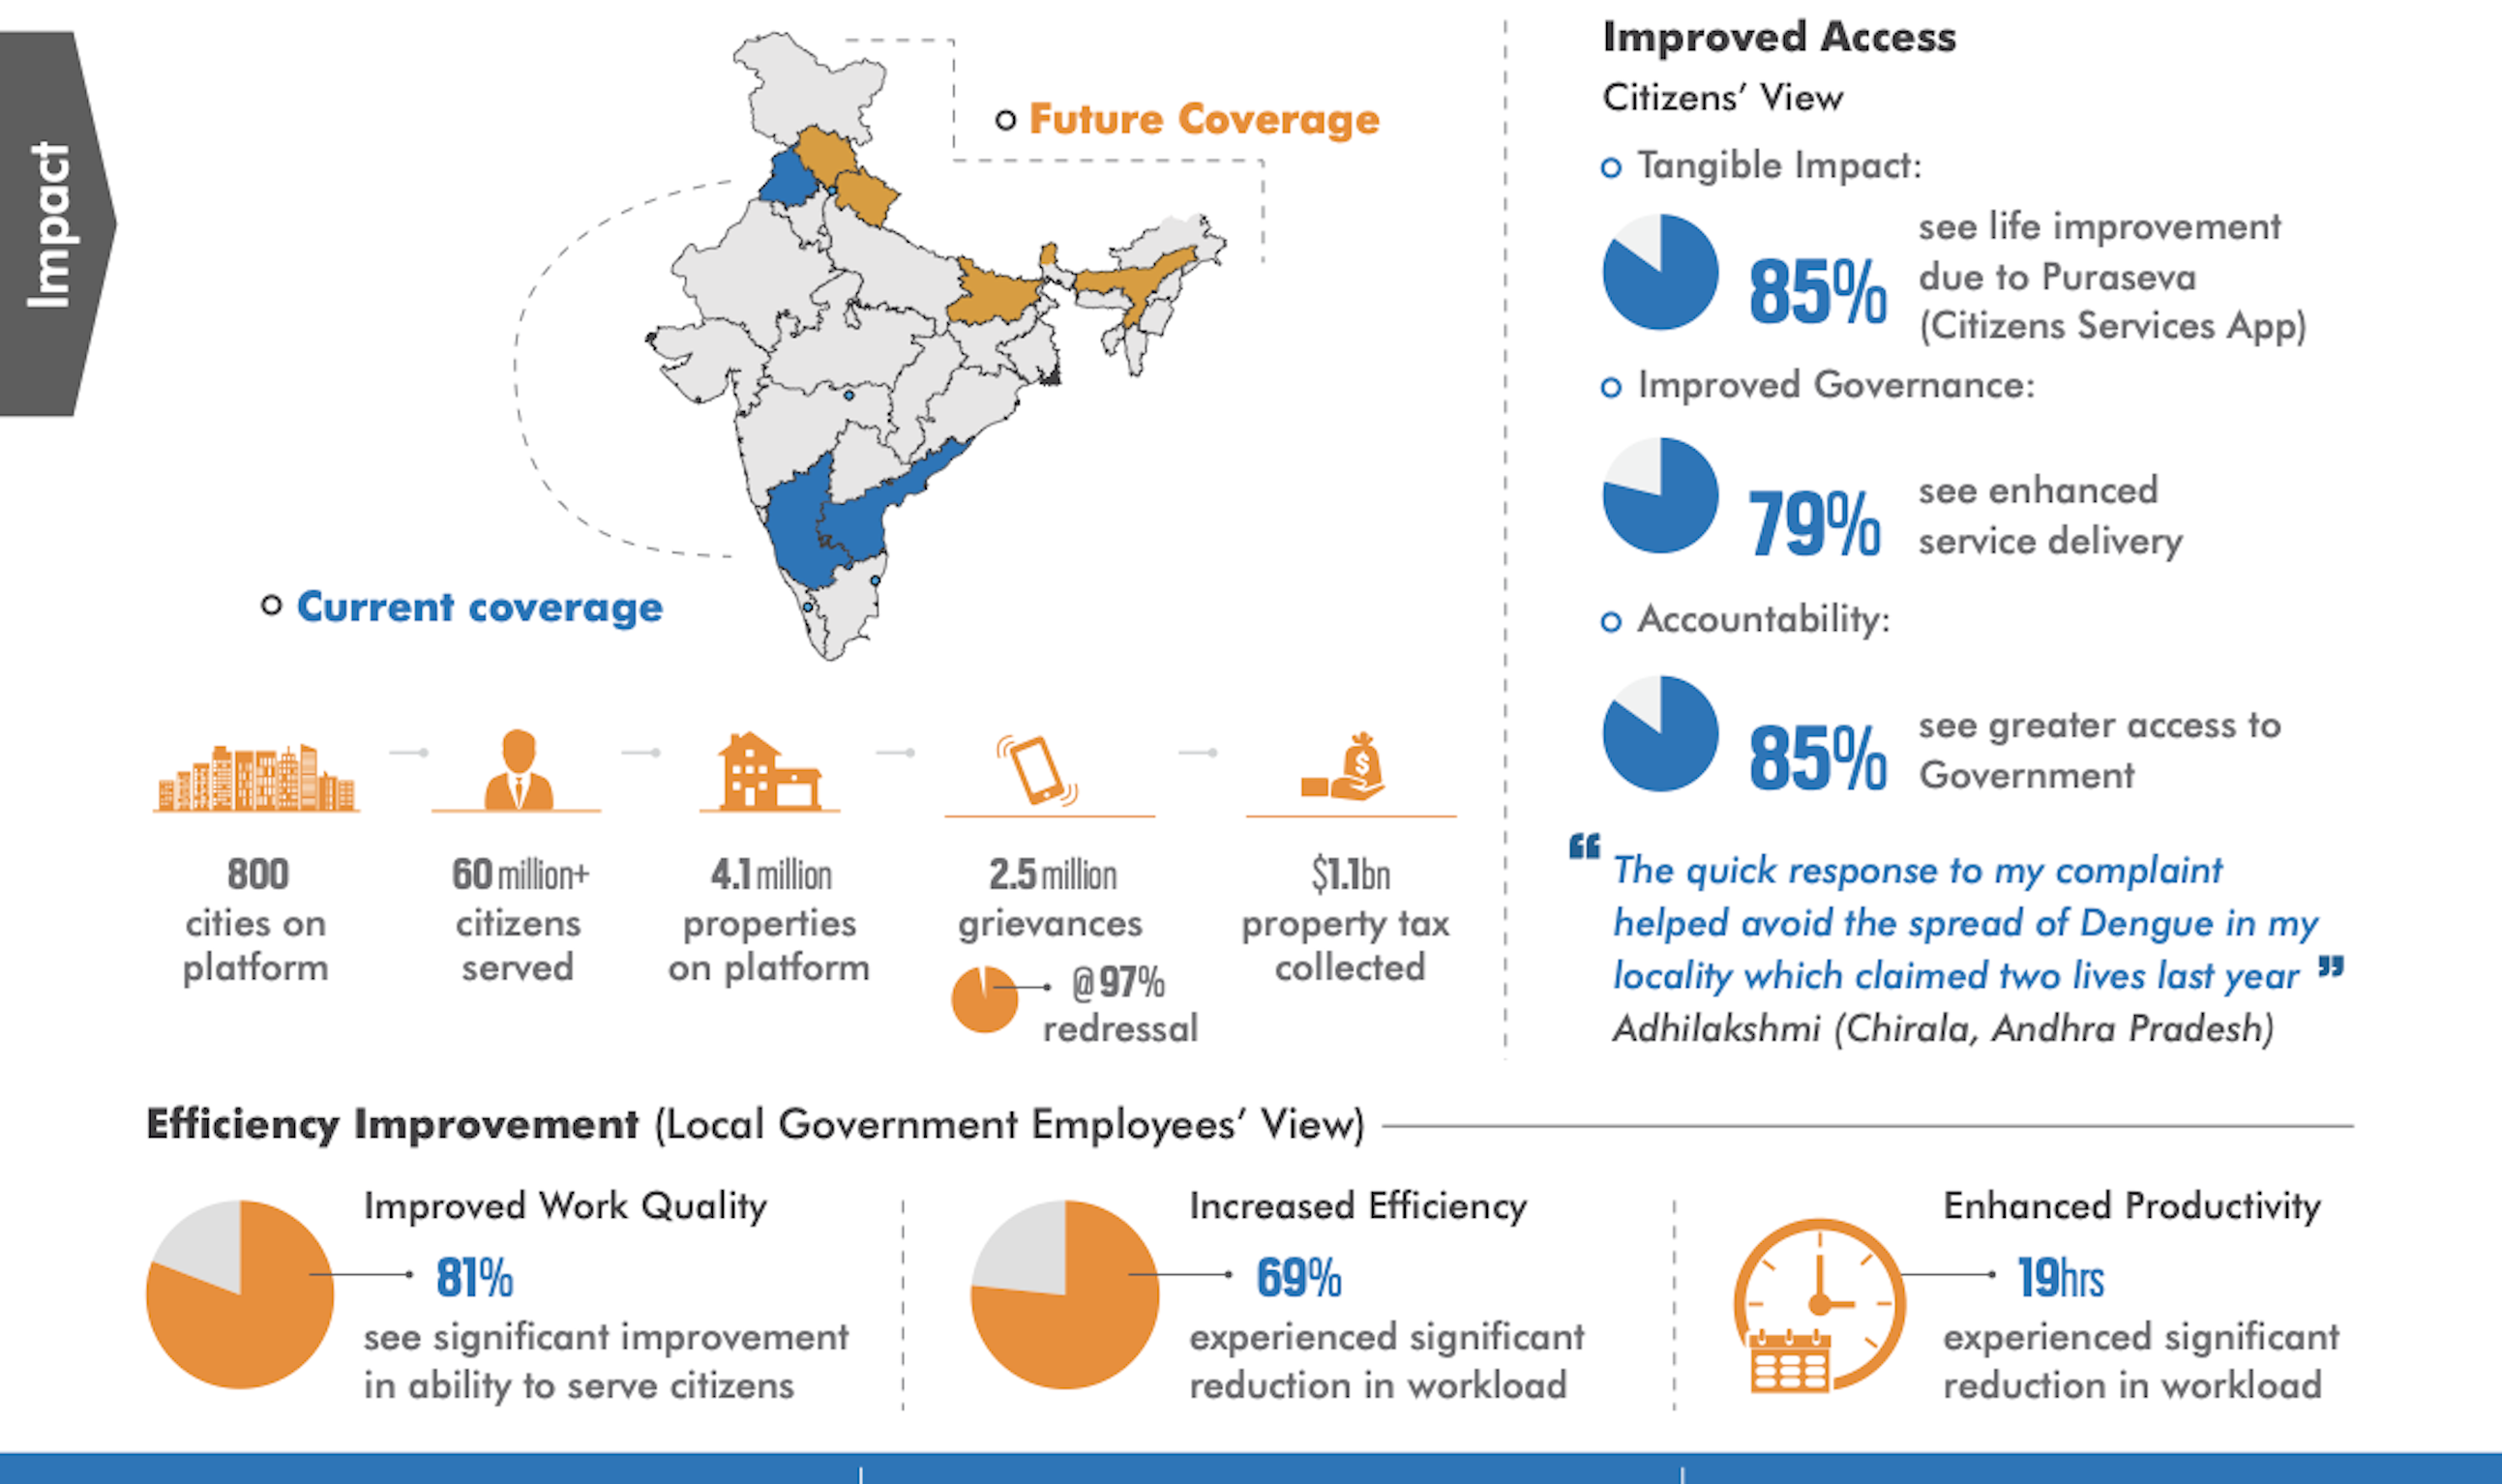 Impact
Future Coverage
Current coverage
800
cities on
platform
60 million+
citizens
served
4.1 million
properties
on platform
2.5 million
grievances
@ 97%
redressal
$1.1bn
property tax
collected
Improved Access
Citizens’ View
Tangible Impact:
85%
see life improvement
due to Puraseva
(Citizens Services App)
Improved Governance:
79%
see enhanced
service delivery
Accountability:
85%
see greater access to
Government
“ The quick response to my complaint
helped avoid the spread of Dengue in my
locality which claimed two lives last year ”
Adhilakshmi (Chirala, Andhra Pradesh)
Efficiency Improvement (Local Government Employees’ View)
Improved Work Quality
81%
see significant improvement
in ability to serve citizens
Increased Efficiency
69%
experienced significant
reduction in workload
Enhanced Productivity
19hrs
experienced significant
reduction in workload